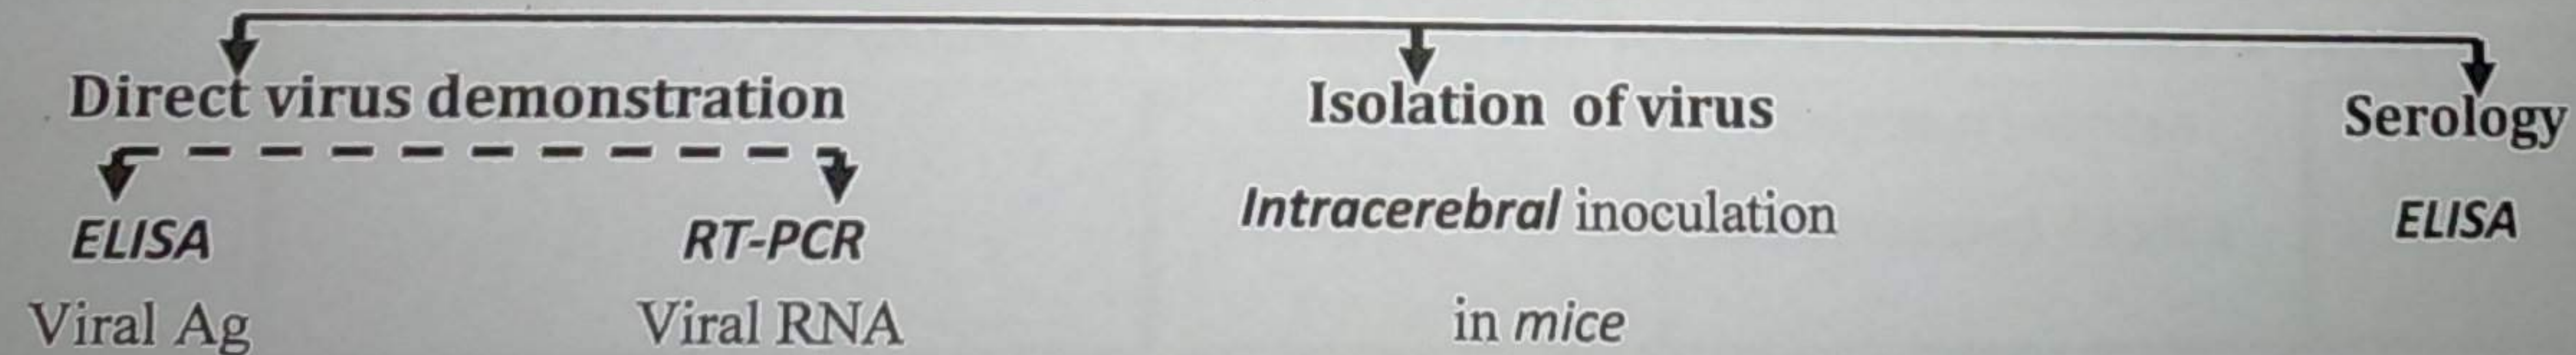 Direct virus demonstration
Isolation of virus
Serology
ELISA
RT-PCR
Intracerebral inoculation
ELISA
Viral Ag
Viral RNA
in mice